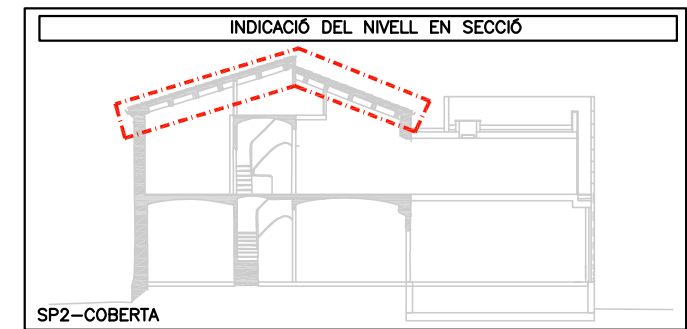 INDICACIÓ DEL NIVELL EN SECCIÓ
SP2-COBERTA